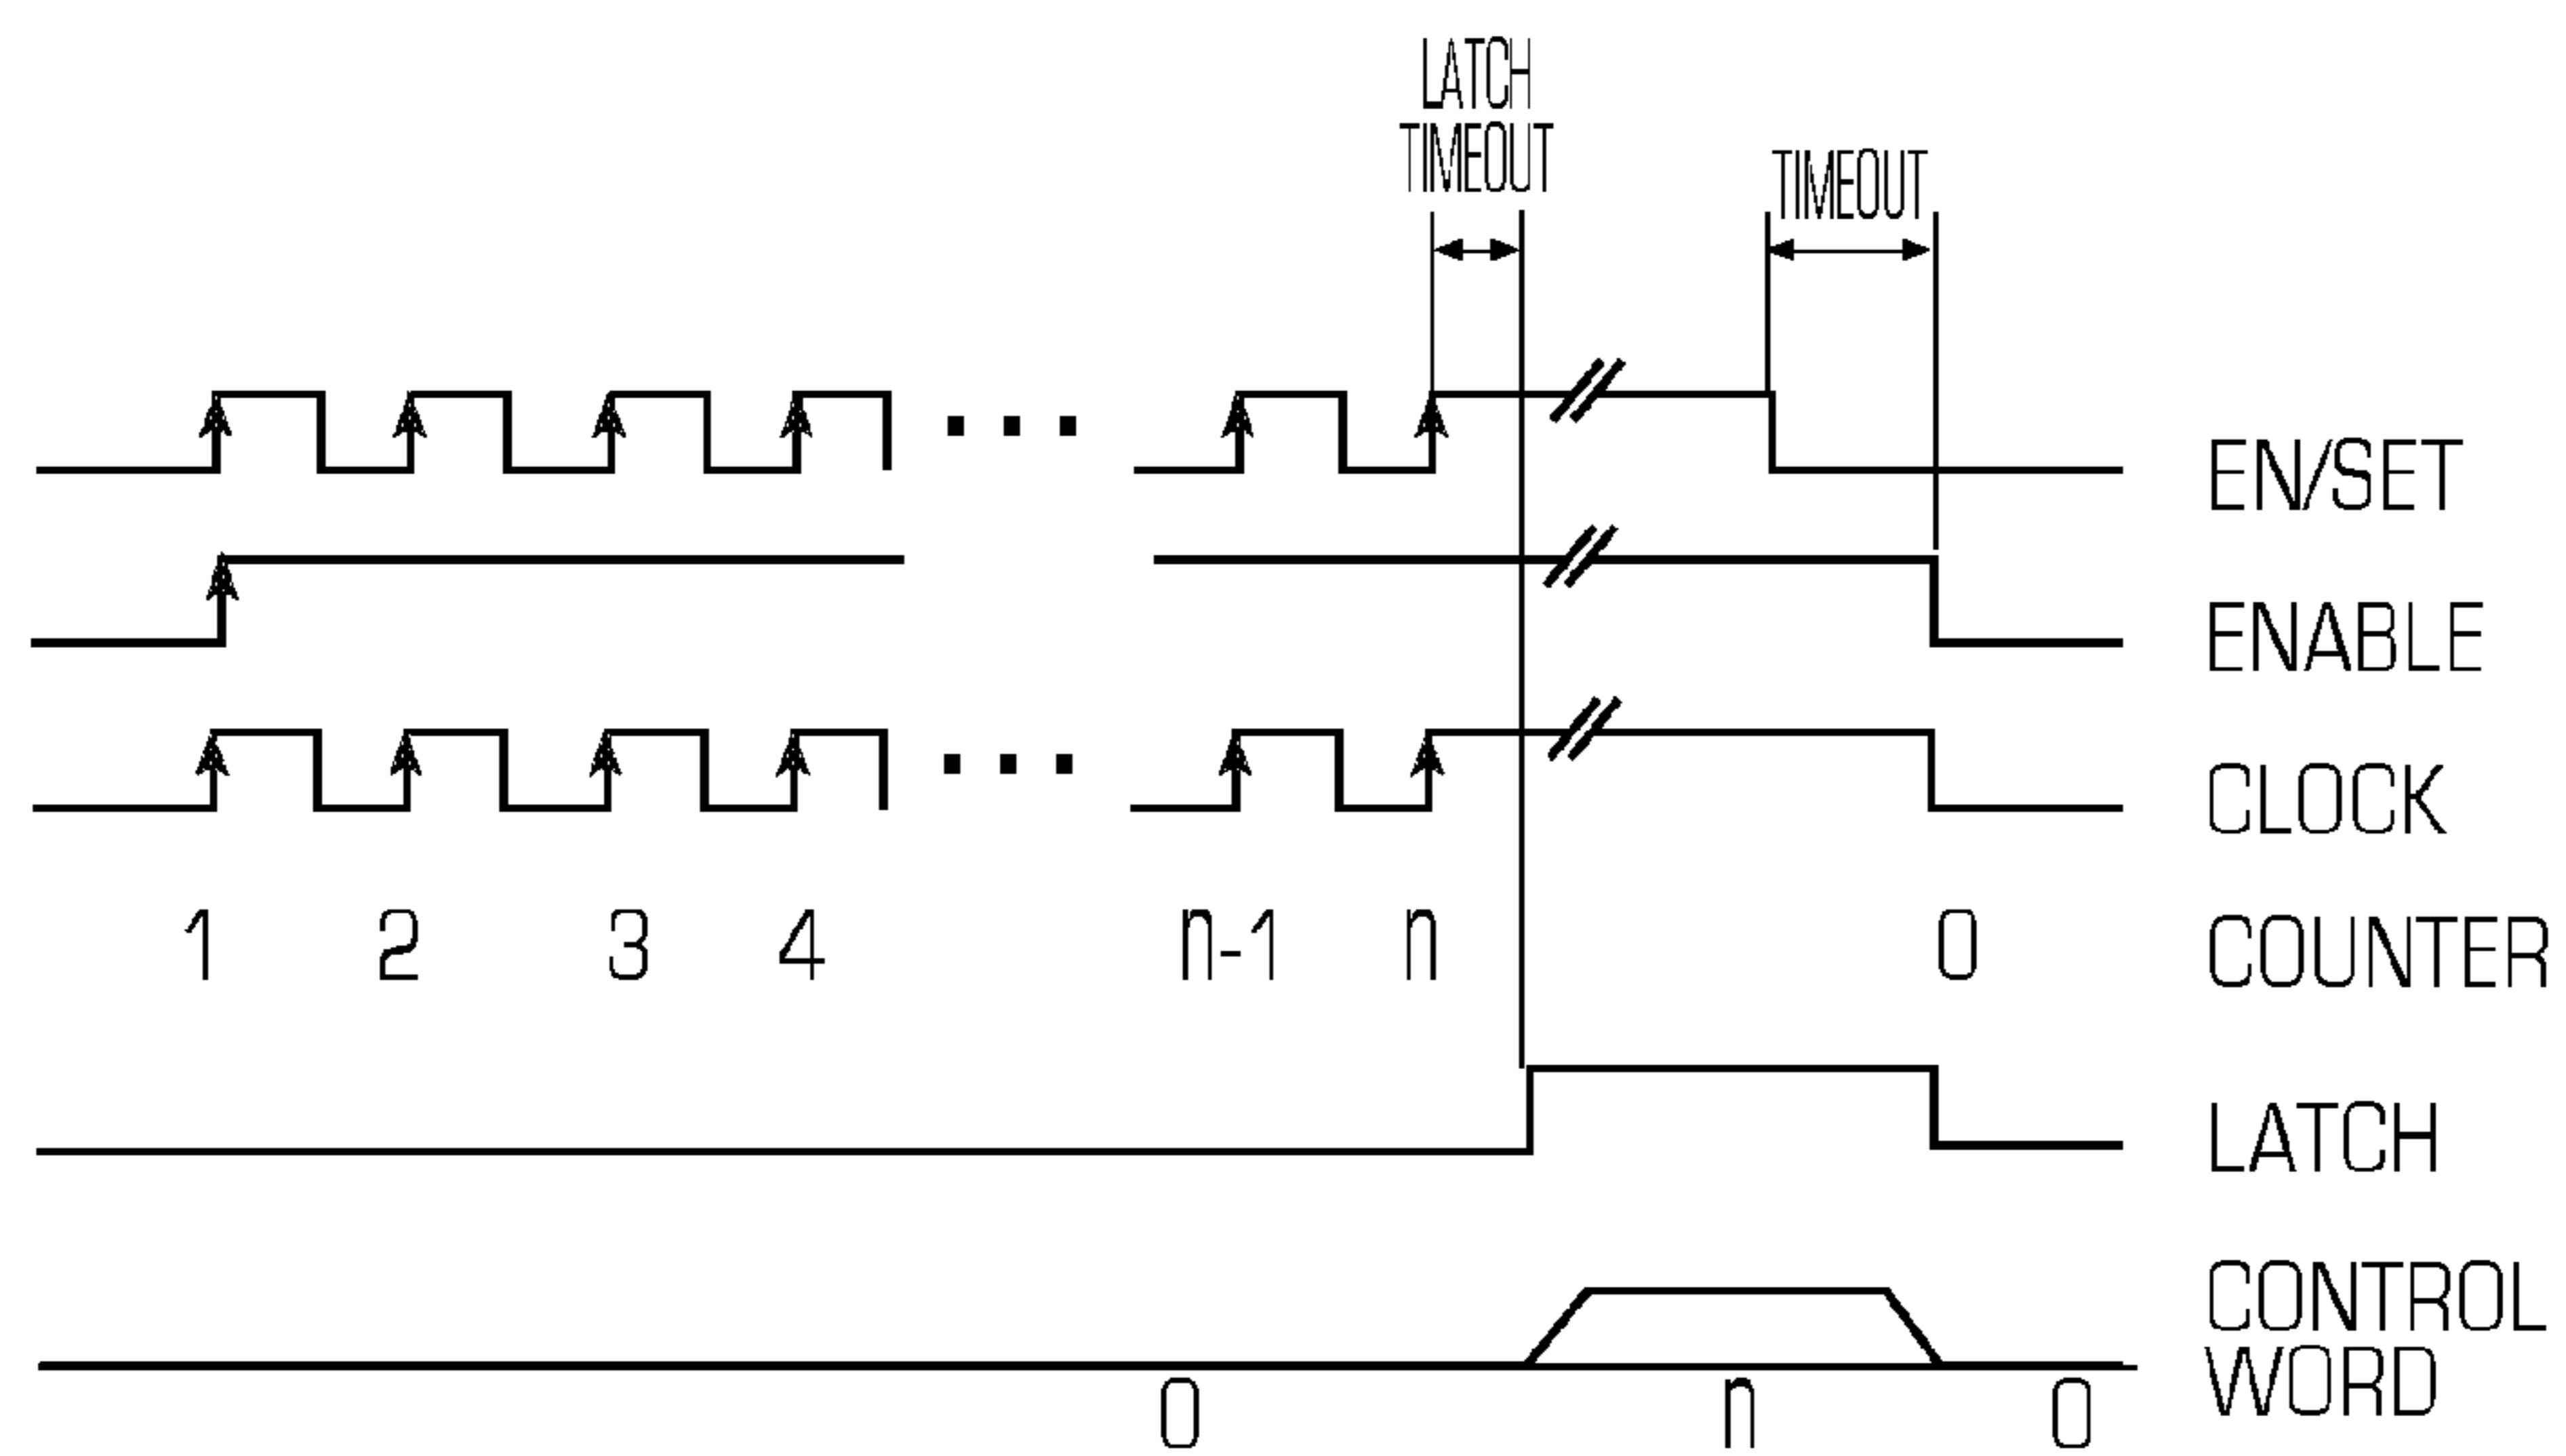 LATCH
TIMEOUT
TIMEOUT
EN/SET
ENABLE
CLOCK
1 2 3 4 n-1 n 0 COUNTER
LATCH
CONTROL
WORD
0 n 0